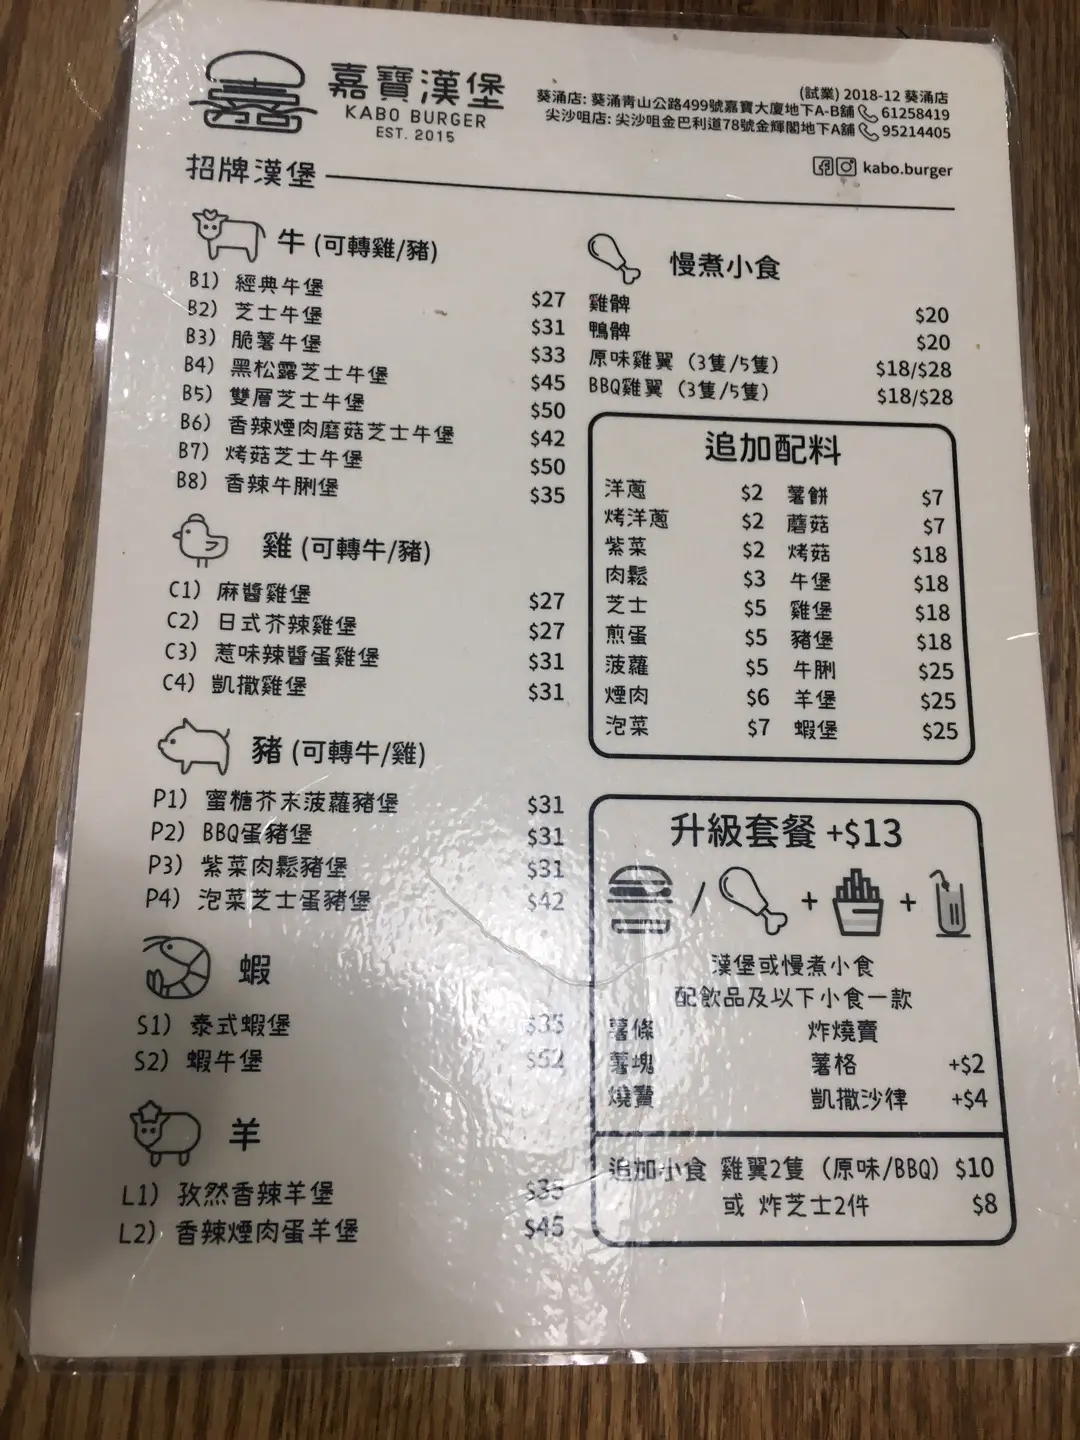 嘉寶漢堡
KABO BURGER
EST. 2015
(試業) 2018-12 葵涌店
葵涌店: 葵涌青山公路499號嘉寶大廈地下A-B舖 61258419
尖沙咀店: 尖沙咀金巴利道78號金輝閣地下A舖 95214405
kabo.burger
招牌漢堡
牛 (可轉雞/豬)
B1) 經典牛堡 $27
B2) 芝士牛堡 $31
B3) 脆薯牛堡 $33
B4) 黑松露芝士牛堡 $45
B5) 雙層芝士牛堡 $50
B6) 香辣煙肉磨菇芝士牛堡 $42
B7) 烤菇芝士牛堡 $50
B8) 香辣牛脷堡 $35
雞 (可轉牛/豬)
C1) 麻醬雞堡 $27
C2) 日式芥辣雞堡 $27
C3) 惹味辣醬蛋雞堡 $31
C4) 凱撒雞堡 $31
豬 (可轉牛/雞)
P1) 蜜糖芥末菠蘿豬堡 $31
P2) BBQ蛋豬堡 $31
P3) 紫菜肉鬆豬堡 $31
P4) 泡菜芝士蛋豬堡 $42
蝦
S1) 泰式蝦堡 $35
S2) 蝦牛堡 $52
羊
L1) 孜然香辣羊堡 $35
L2) 香辣煙肉蛋羊堡 $45
慢煮小食
雞髀 $20
鴨髀 $20
原味雞翼 (3隻/5隻) $18/$28
BBQ雞翼 (3隻/5隻) $18/$28
追加配料
洋蔥 $2 薯餅 $7
烤洋蔥 $2 蘑菇 $7
紫菜 $2 烤菇 $18
肉鬆 $3 牛堡 $18
芝士 $5 雞堡 $18
煎蛋 $5 豬堡 $18
菠蘿 $5 牛脷 $25
煙肉 $6 羊堡 $25
泡菜 $7 蝦堡 $25
升級套餐 +$13
/ + +
漢堡或慢煮小食
配飲品及以下小食一款
薯條 炸燒賣
薯塊 薯格 +$2
燒賣 凱撒沙律 +$4
追加小食 雞翼2隻 (原味/BBQ) $10
或 炸芝士2件 $8